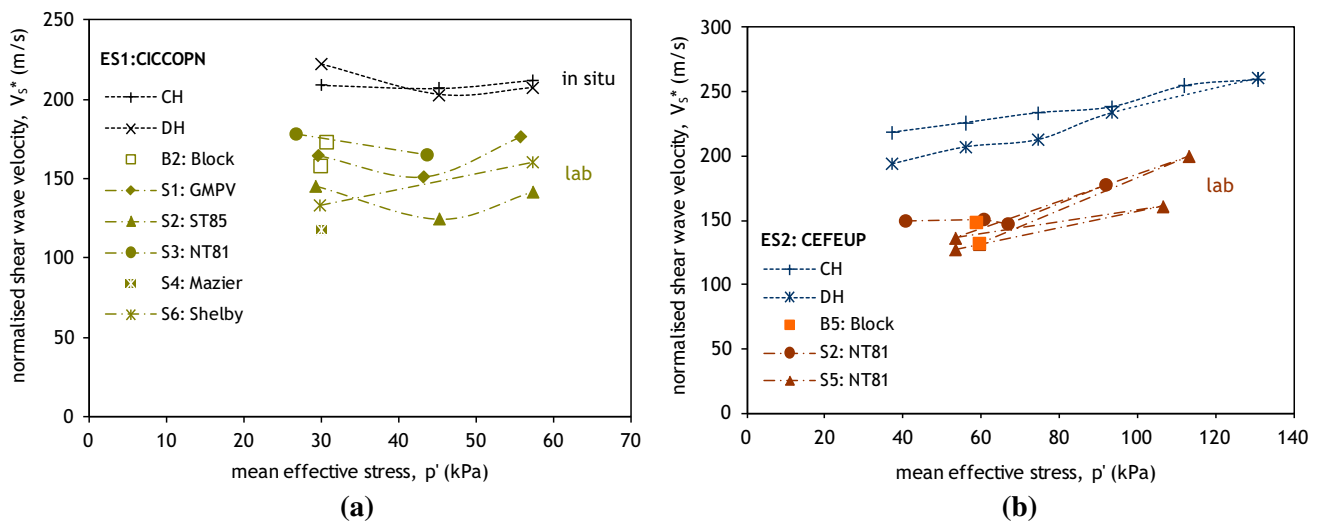 250
200
150
100
50
0
normalised shear wave velocity, Vs* (m/s)
ES1:CICCOPN
CH
DH
B2: Block
S1: GMPV
S2: ST85
S3: NT81
S4: Mazier
S6: Shelby
in situ
lab
0 10 20 30 40 50 60 70
mean effective stress, p' (kPa)
(a)
300
250
200
150
100
50
0
normalised shear wave velocity, Vs* (m/s)
lab
ES2: CEFEUP
CH
DH
B5: Block
S2: NT81
S5: NT81
0 20 40 60 80 100 120 140
mean effective stress, p' (kPa)
(b)